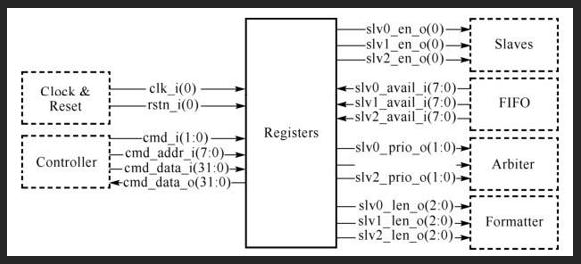 Clock &
Reset
clk_i(0)
rstn_i(0)
Controller
cmd_i(1:0)
cmd_addr_i(7:0)
cmd_data_i(31:0)
cmd_data_o(31:0)
Registers
slv0_en_o(0)
slv1_en_o(0)
slv2_en_o(0)
Slaves
slv0_avail_i(7:0)
slv1_avail_i(7:0)
slv2_avail_i(7:0)
FIFO
slv0_prio_o(1:0)
slv2_prio_o(1:0)
Arbiter
slv0_len_o(2:0)
slv1_len_o(2:0)
slv2_len_o(2:0)
Formatter